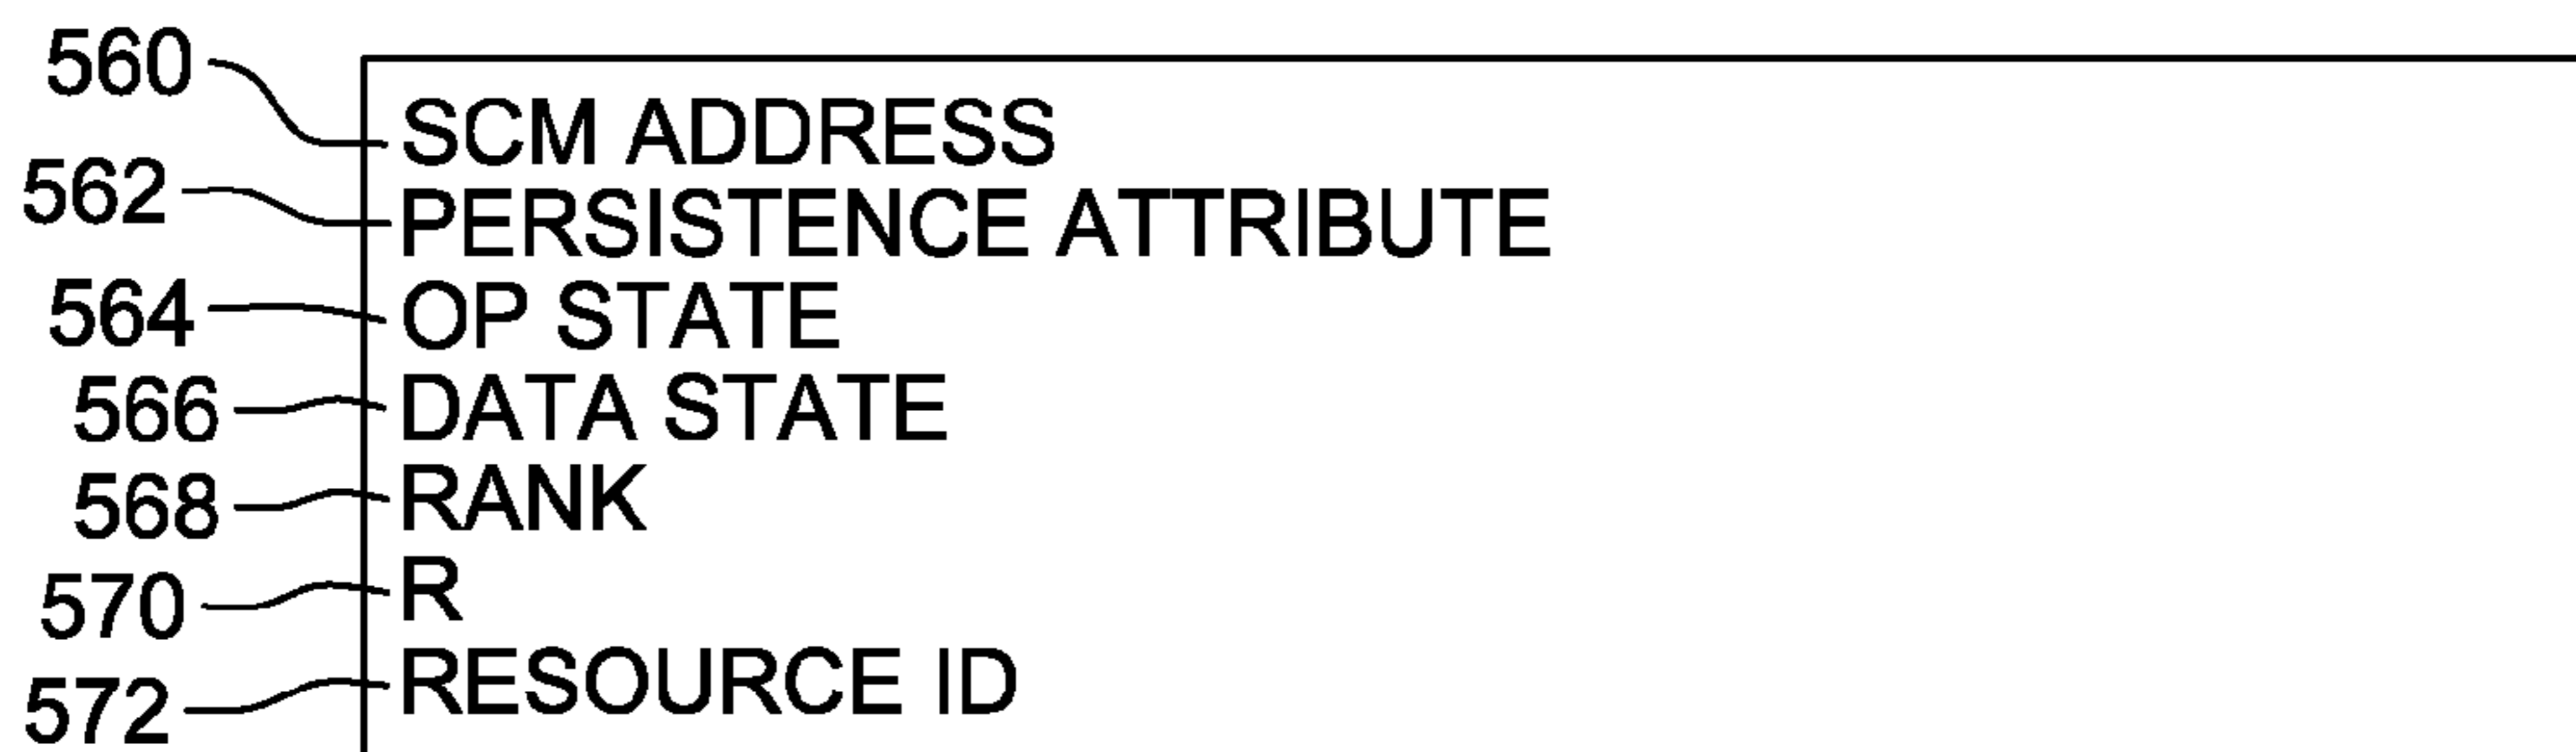 560 SCM ADDRESS
562 PERSISTENCE ATTRIBUTE
564 OP STATE
566 DATA STATE
568 RANK
570 R
572 RESOURCE ID